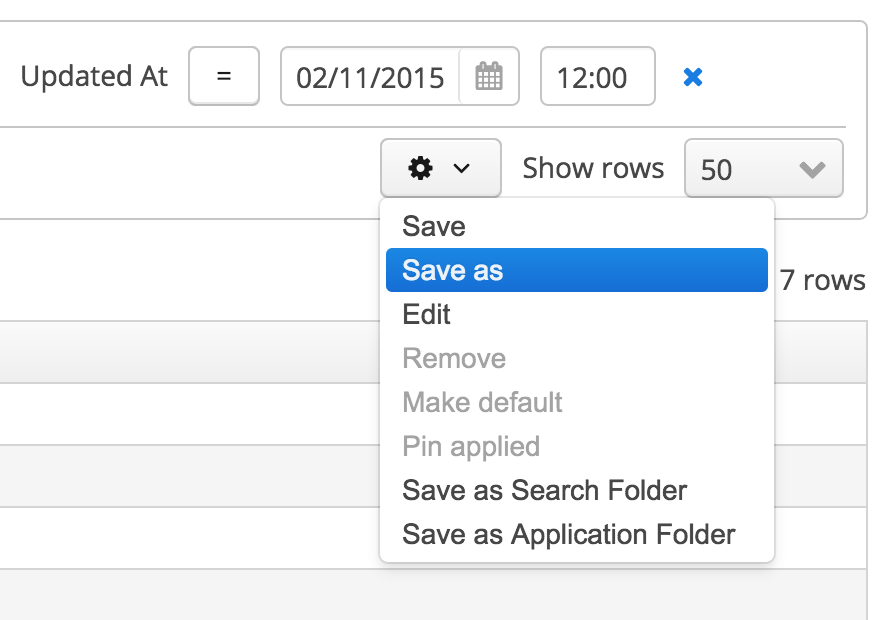 Updated At = 02/11/2015 12:00
Show rows 50
Save
Save as
7 rows
Edit
Remove
Make default
Pin applied
Save as Search Folder
Save as Application Folder